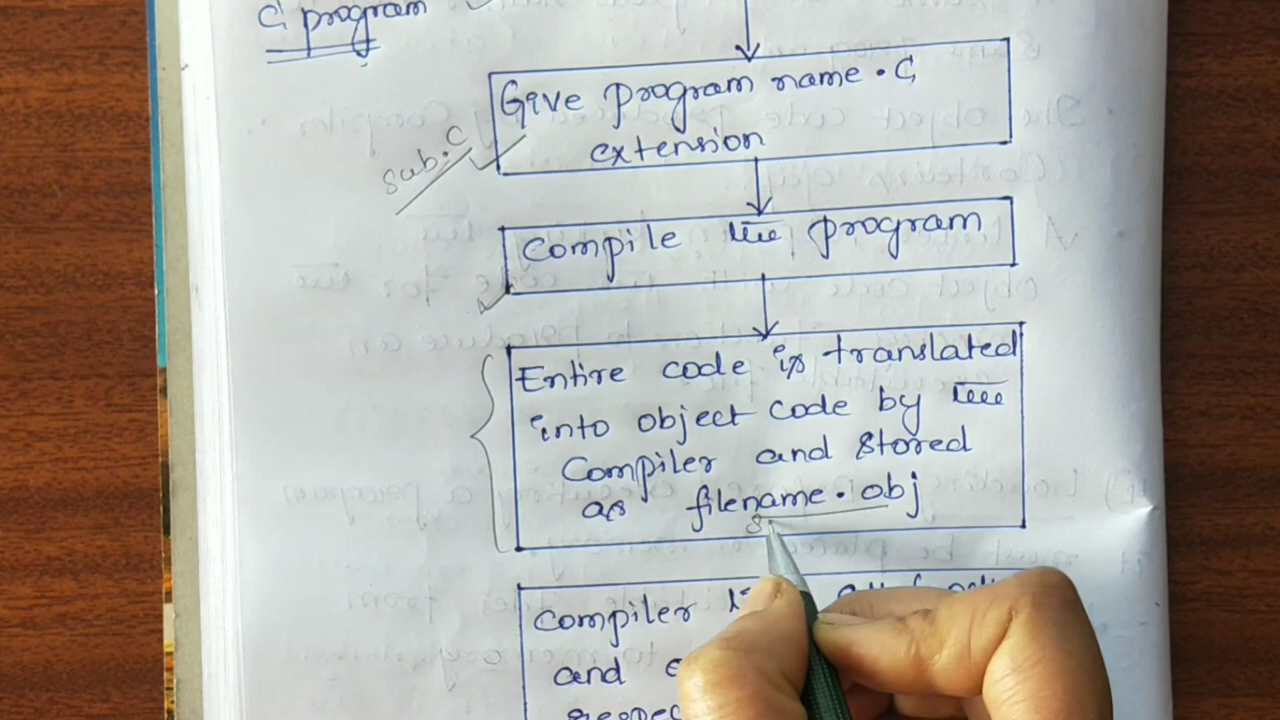 C program
Give program name.C
extension
sub.C
Compile the program
Entire code is translated
into object code by the
Compiler and stored
as filename.obj
s
Compiler
and